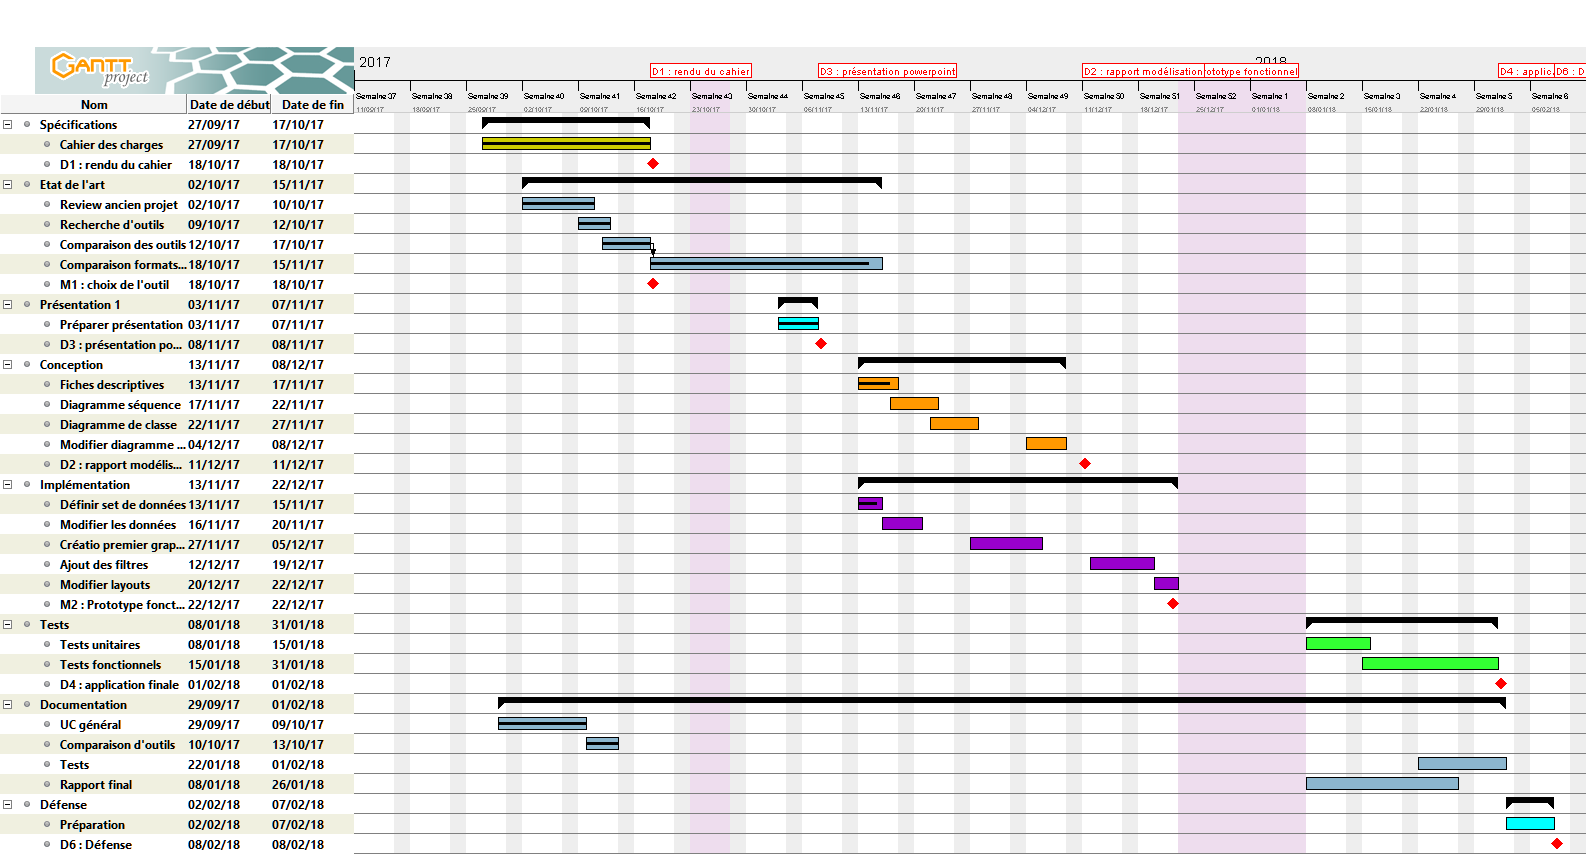 GANTT
project
2017
2018
D1 : rendu du cahier
D3 : présentation powerpoint
D2 : rapport modélisation
ototype fonctionnel
D4 : applic.
D6 : D
Nom Date de début Date de fin
Semaine 37 Semaine 38 Semaine 39 Semaine 40 Semaine 41 Semaine 42 Semaine 43 Semaine 44 Semaine 45 Semaine 46 Semaine 47 Semaine 48 Semaine 49 Semaine 50 Semaine 51 Semaine 52 Semaine 1 Semaine 2 Semaine 3 Semaine 4 Semaine 5 Semaine 6
11/09/17 18/09/17 25/09/17 02/10/17 09/10/17 16/10/17 23/10/17 30/10/17 06/11/17 13/11/17 20/11/17 27/11/17 04/12/17 11/12/17 18/12/17 25/12/17 01/01/18 08/01/18 15/01/18 22/01/18 29/01/18 05/02/18
Spécifications 27/09/17 17/10/17
Cahier des charges 27/09/17 17/10/17
D1 : rendu du cahier 18/10/17 18/10/17
Etat de l'art 02/10/17 15/11/17
Review ancien projet 02/10/17 10/10/17
Recherche d'outils 09/10/17 12/10/17
Comparaison des outils 12/10/17 17/10/17
Comparaison formats... 18/10/17 15/11/17
M1 : choix de l'outil 18/10/17 18/10/17
Présentation 1 03/11/17 07/11/17
Préparer présentation 03/11/17 07/11/17
D3 : présentation po... 08/11/17 08/11/17
Conception 13/11/17 08/12/17
Fiches descriptives 13/11/17 17/11/17
Diagramme séquence 17/11/17 22/11/17
Diagramme de classe 22/11/17 27/11/17
Modifier diagramme ... 04/12/17 08/12/17
D2 : rapport modélis... 11/12/17 11/12/17
Implémentation 13/11/17 22/12/17
Définir set de données 13/11/17 15/11/17
Modifier les données 16/11/17 20/11/17
Créatio premier grap... 27/11/17 05/12/17
Ajout des filtres 12/12/17 19/12/17
Modifier layouts 20/12/17 22/12/17
M2 : Prototype fonct... 22/12/17 22/12/17
Tests 08/01/18 31/01/18
Tests unitaires 08/01/18 15/01/18
Tests fonctionnels 15/01/18 31/01/18
D4 : application finale 01/02/18 01/02/18
Documentation 29/09/17 01/02/18
UC général 29/09/17 09/10/17
Comparaison d'outils 10/10/17 13/10/17
Tests 22/01/18 01/02/18
Rapport final 08/01/18 26/01/18
Défense 02/02/18 07/02/18
Préparation 02/02/18 07/02/18
D6 : Défense 08/02/18 08/02/18